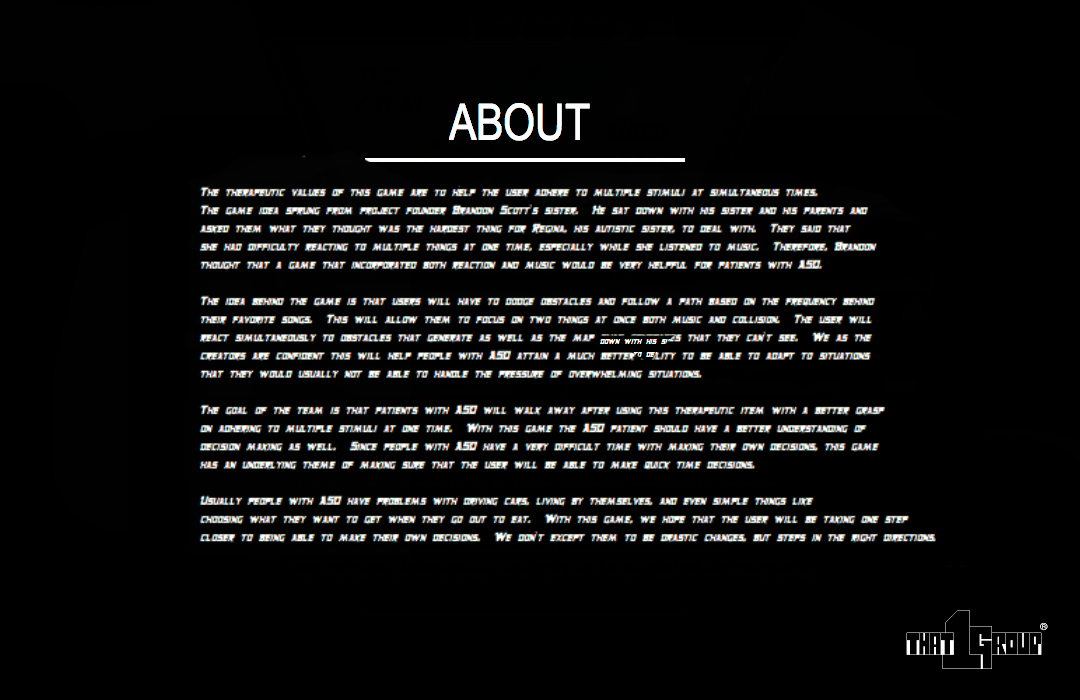 ABOUT
The therapeutic values of this game are to help the user adhere to multiple stimuli at simultaneous times.
The game idea sprung from project founder Brandon Scott's sister. He sat down with his sister and his parents and
asked them what they thought was the hardest thing for Regina, his autistic sister, to deal with. They said that
she had difficulty reacting to multiple things at one time, especially while she listened to music. Therefore, Brandon
thought that a game that incorporated both reaction and music would be very helpful for patients with ASD.
The idea behind the game is that users will have to dodge obstacles and follow a path based on the frequency behind
their favorite songs. This will allow them to focus on two things at once both music and collision. The user will
react simultaneously to obstacles that generate as well as the map down with his that they can't see. We as the
creators are confident this will help people with ASD attain a much better to be able to adapt to situations
that they would usually not be able to handle the pressure of overwhelming situations.
The goal of the team is that patients with ASD will walk away after using this therapeutic item with a better grasp
on adhering to multiple stimuli at one time. With this game the ASD patient should have a better understanding of
decision making as well. Since people with ASD have a very difficult time with making their own decisions, this game
has an underlying theme of making sure that the user will be able to make quick time decisions.
Usually people with ASD have problems with driving cars, living by themselves, and even simple things like
choosing what they want to get when they go out to eat. With this game, we hope that the user will be taking one step
closer to being able to make their own decisions. We don't except them to be drastic changes, but steps in the right directions.
THAT 1 GROUP ®